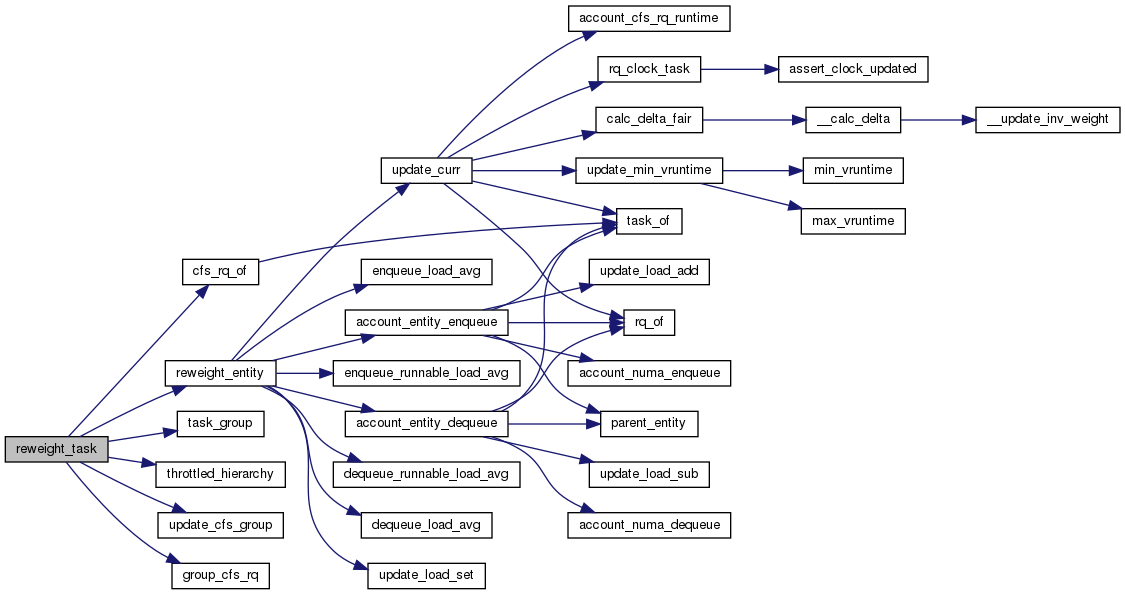 account_cfs_rq_runtime
rq_clock_task
assert_clock_updated
calc_delta_fair
__calc_delta
__update_inv_weight
update_curr
update_min_vruntime
min_vruntime
task_of
max_vruntime
cfs_rq_of
enqueue_load_avg
update_load_add
account_entity_enqueue
rq_of
reweight_entity
enqueue_runnable_load_avg
account_numa_enqueue
task_group
account_entity_dequeue
parent_entity
reweight_task
throttled_hierarchy
dequeue_runnable_load_avg
update_load_sub
update_cfs_group
dequeue_load_avg
account_numa_dequeue
group_cfs_rq
update_load_set